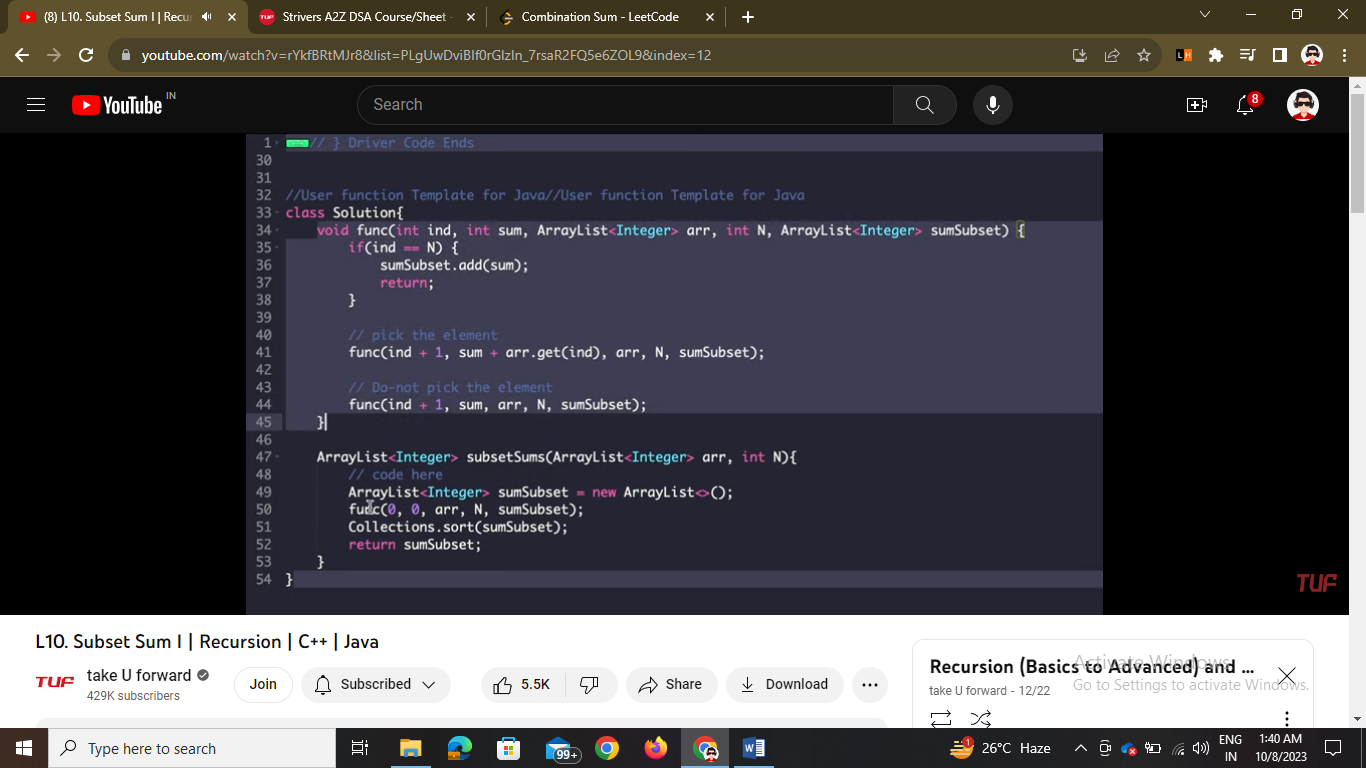 (8) L10. Subset Sum I | Recur
Strivers A2Z DSA Course/Sheet -
Combination Sum - LeetCode
youtube.com/watch?v=rYkfBRtMJr8&list=PLgUwDviBIf0rGlzIn_7rsaR2FQ5e6ZOL9&index=12
YouTube IN
Search
8
1 // } Driver Code Ends
30
31
32 //User function Template for Java//User function Template for Java
33 class Solution{
34 void func(int ind, int sum, ArrayList<Integer> arr, int N, ArrayList<Integer> sumSubset) {
35 if(ind == N) {
36 sumSubset.add(sum);
37 return;
38 }
39
40 // pick the element
41 func(ind + 1, sum + arr.get(ind), arr, N, sumSubset);
42
43 // Do-not pick the element
44 func(ind + 1, sum, arr, N, sumSubset);
45 }
46
47 ArrayList<Integer> subsetSums(ArrayList<Integer> arr, int N){
48 // code here
49 ArrayList<Integer> sumSubset = new ArrayList<>();
50 func(0, 0, arr, N, sumSubset);
51 Collections.sort(sumSubset);
52 return sumSubset;
53 }
54 }
TUF
L10. Subset Sum I | Recursion | C++ | Java
TUF
take U forward
429K subscribers
Join
Subscribed
5.5K
Share
Download
Recursion (Basics to Advanced) and ...
take U forward - 12/22
Activate Windows
Go to Settings to activate Windows.
Type here to search
99+
1
26°C Haze
ENG
IN
1:40 AM
10/8/2023